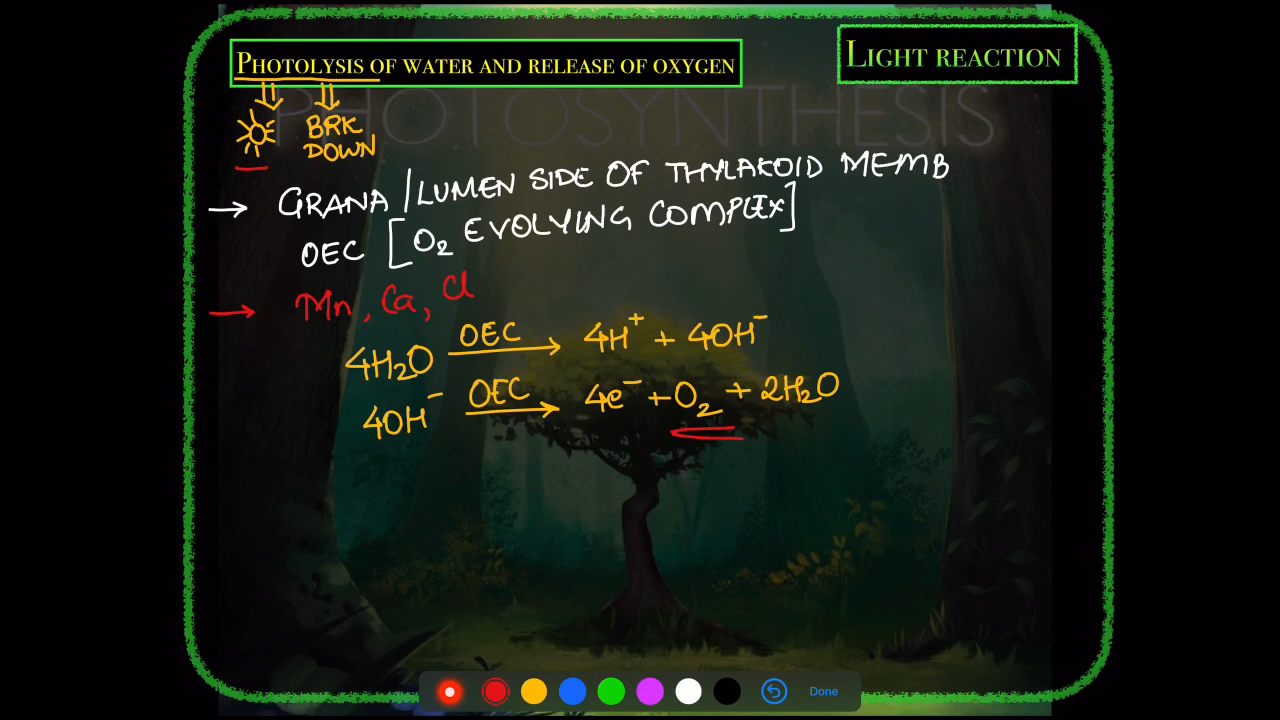 PHOTOLYSIS OF WATER AND RELEASE OF OXYGEN
LIGHT REACTION
PHOTOSYNTHESIS
BRK
DOWN
→ GRANA / LUMEN SIDE OF THYLAKOID MEMB
OEC [O₂ EVOLVING COMPLEX]
→ Mn, Ca, Cl
4H₂O OEC→ 4H⁺ + 4OH⁻
4OH⁻ OEC→ 4e⁻ + O₂ + 2H₂O
Done